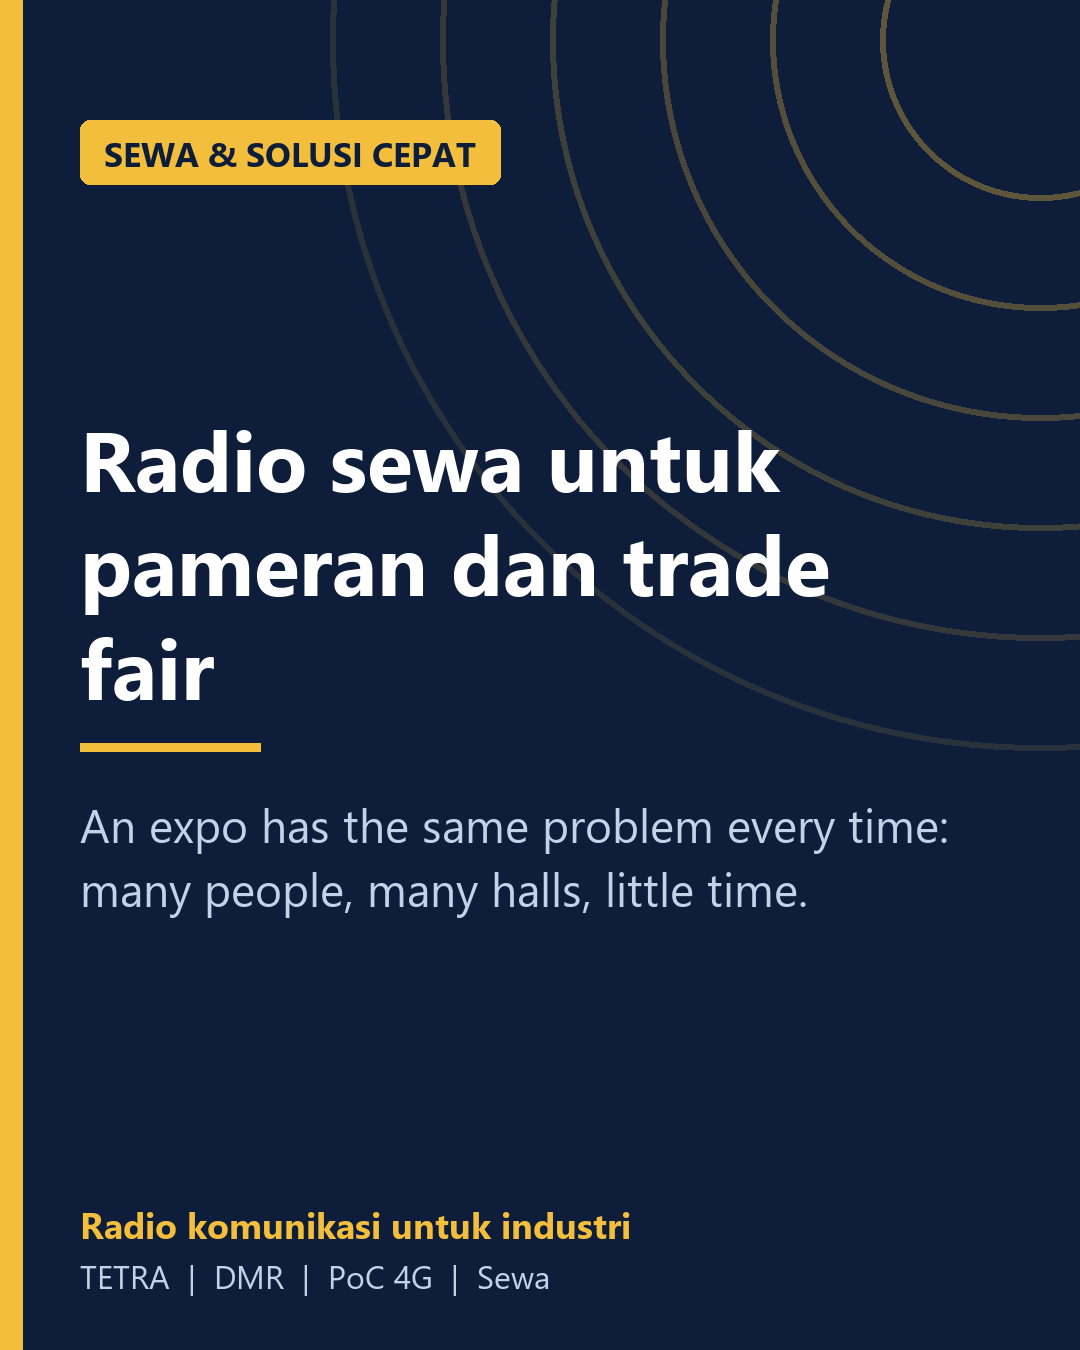 SEWA & SOLUSI CEPAT
Radio sewa untuk
pameran dan trade
fair
An expo has the same problem every time:
many people, many halls, little time.
Radio komunikasi untuk industri
TETRA | DMR | PoC 4G | Sewa